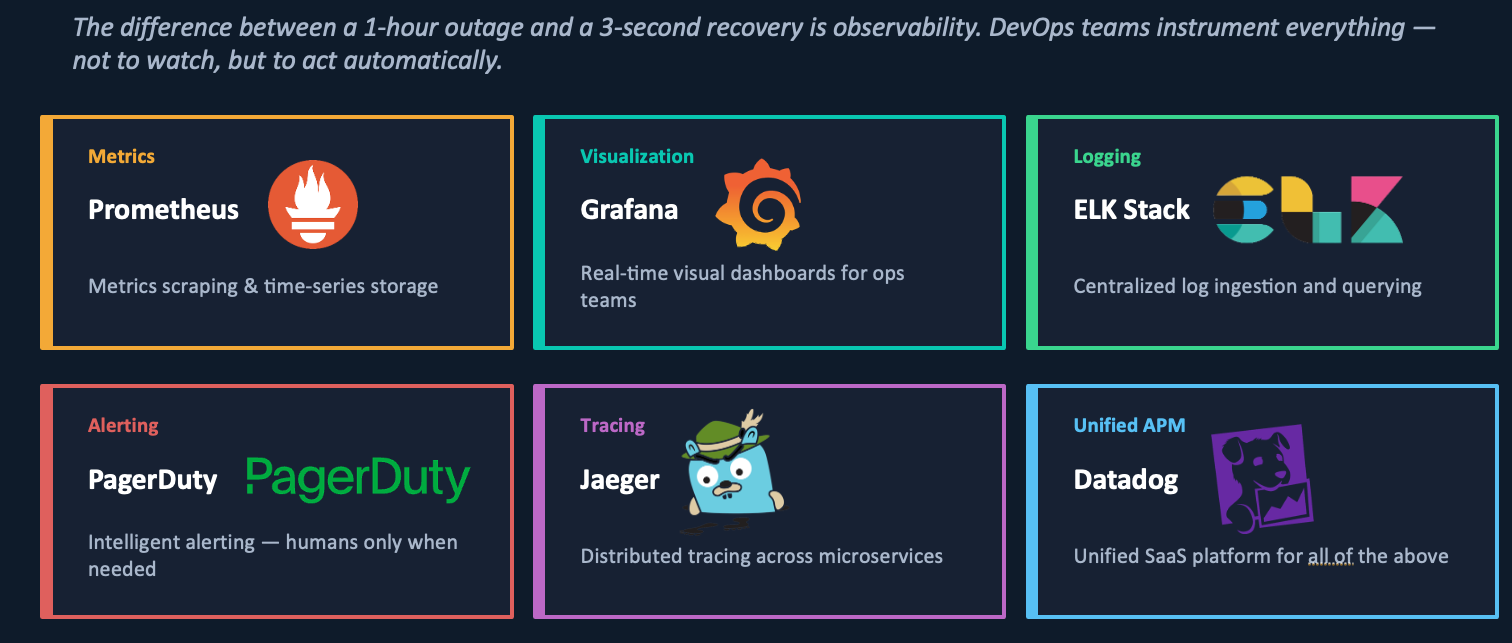 The difference between a 1-hour outage and a 3-second recovery is observability. DevOps teams instrument everything —
not to watch, but to act automatically.
Metrics
Prometheus
Metrics scraping & time-series storage
Visualization
Grafana
Real-time visual dashboards for ops
teams
Logging
ELK Stack
ELK
Centralized log ingestion and querying
Alerting
PagerDuty
PagerDuty
Intelligent alerting — humans only when
needed
Tracing
Jaeger
Distributed tracing across microservices
Unified APM
Datadog
Unified SaaS platform for all of the above